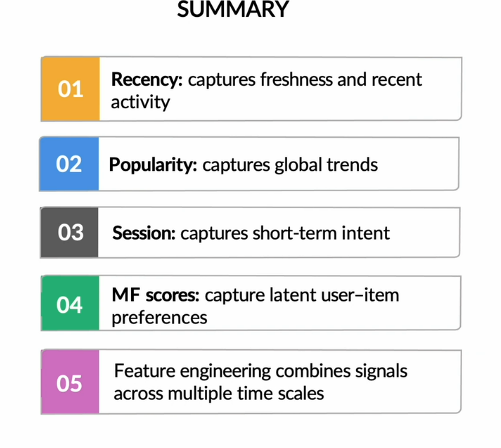 SUMMARY
01
Recency: captures freshness and recent
activity
02
Popularity: captures global trends
03
Session: captures short-term intent
04
MF scores: capture latent user–item
preferences
05
Feature engineering combines signals
across multiple time scales